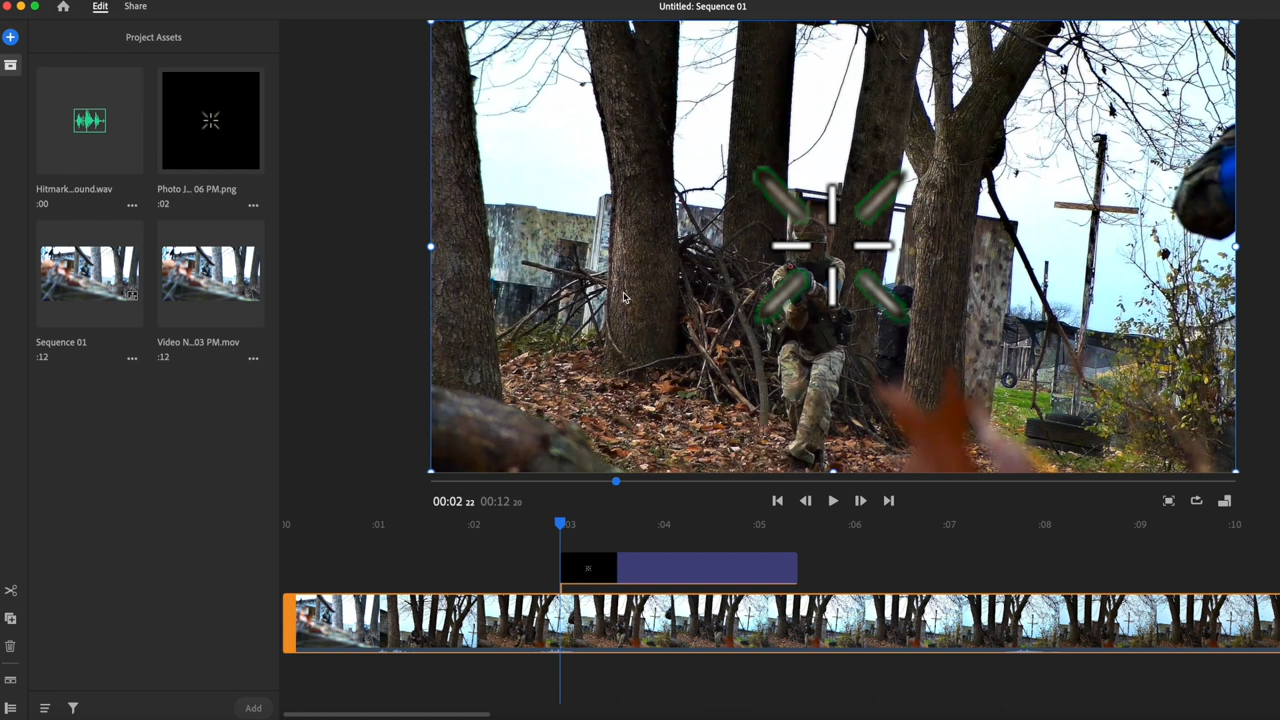 Edit Share Untitled: Sequence 01
Project Assets
Hitmark...ound.wav Photo J... 06 PM.png
:00 ... :02 ...
Sequence 01 Video N...03 PM.mov
:12 ... :12 ...
00:02 22 00:12 20
00 :01 :02 :03 :04 :05 :06 :07 :08 :09 :10
Add